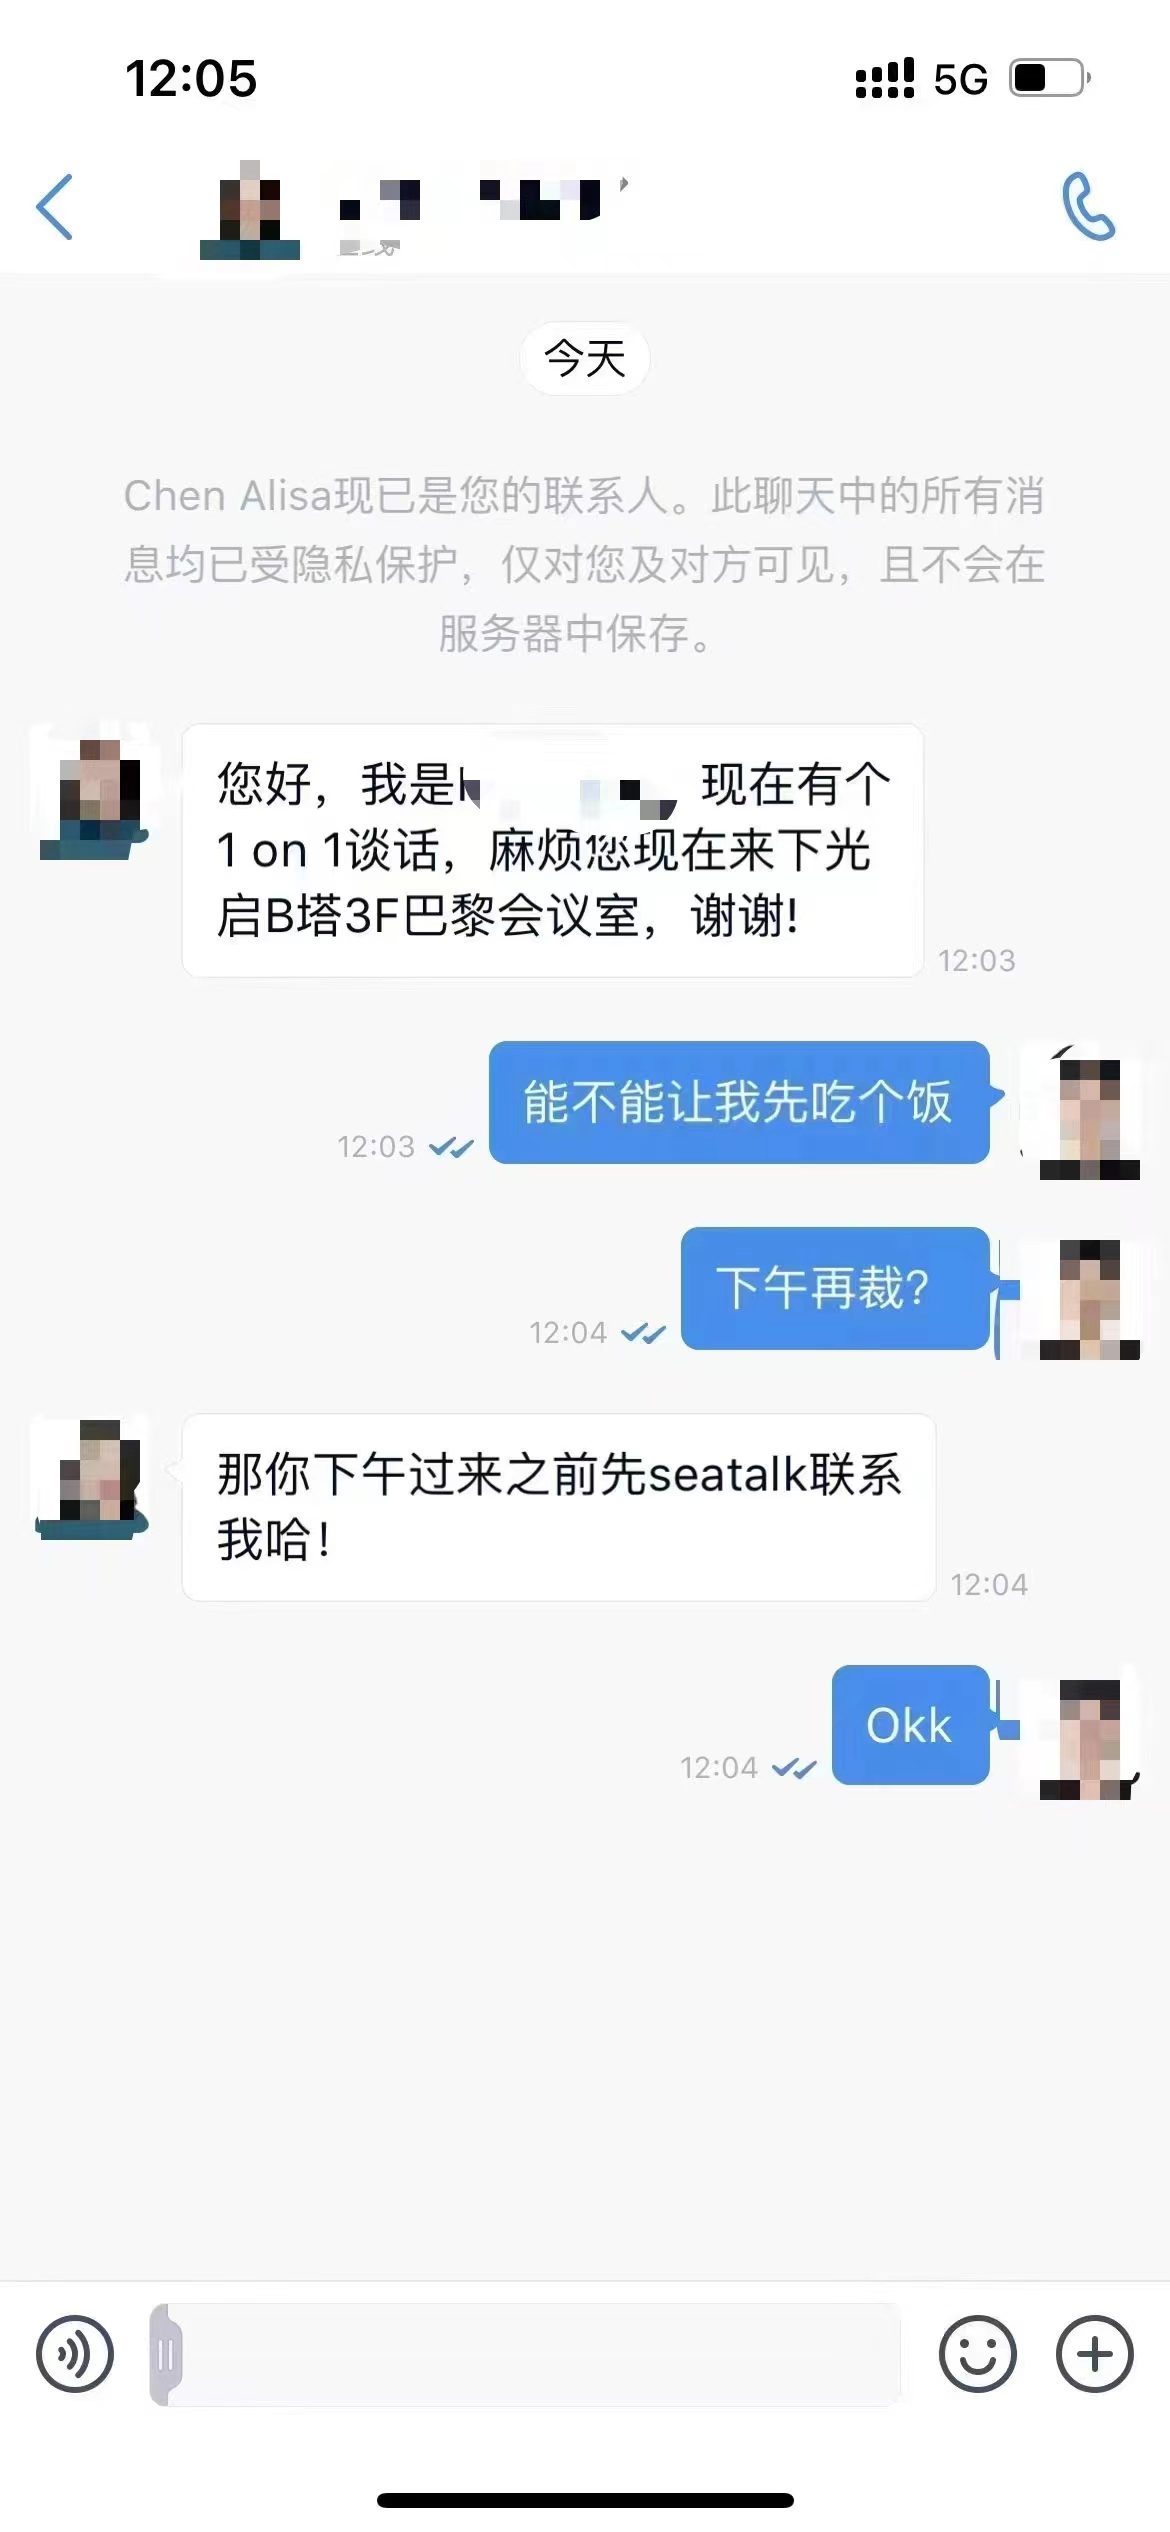 12:05
5G
今天
Chen Alisa现已是您的联系人。此聊天中的所有消
息均已受隐私保护，仅对您及对方可见，且不会在
服务器中保存。
您好，我是 现在有个
1 on 1谈话，麻烦您现在来下光
启B塔3F巴黎会议室，谢谢!
12:03
能不能让我先吃个饭
12:03
下午再裁?
12:04
那你下午过来之前先seatalk联系
我哈！
12:04
Okk
12:04